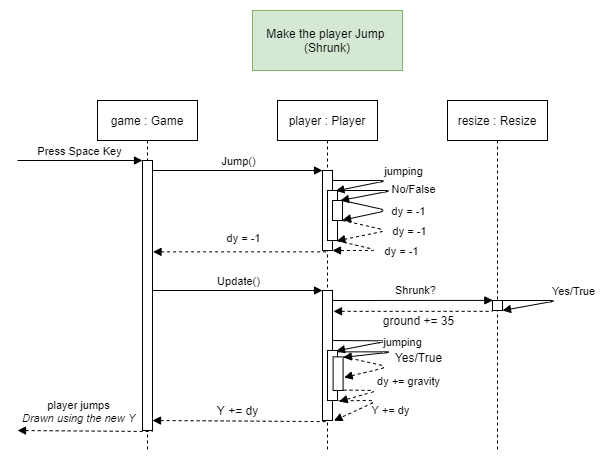 Make the player Jump
(Shrunk)
game : Game
player : Player
resize : Resize
Press Space Key
Jump()
jumping
No/False
dy = -1
dy = -1
dy = -1
dy = -1
Update()
Shrunk?
Yes/True
ground += 35
jumping
Yes/True
dy += gravity
player jumps
Drawn using the new Y
Y += dy
Y += dy